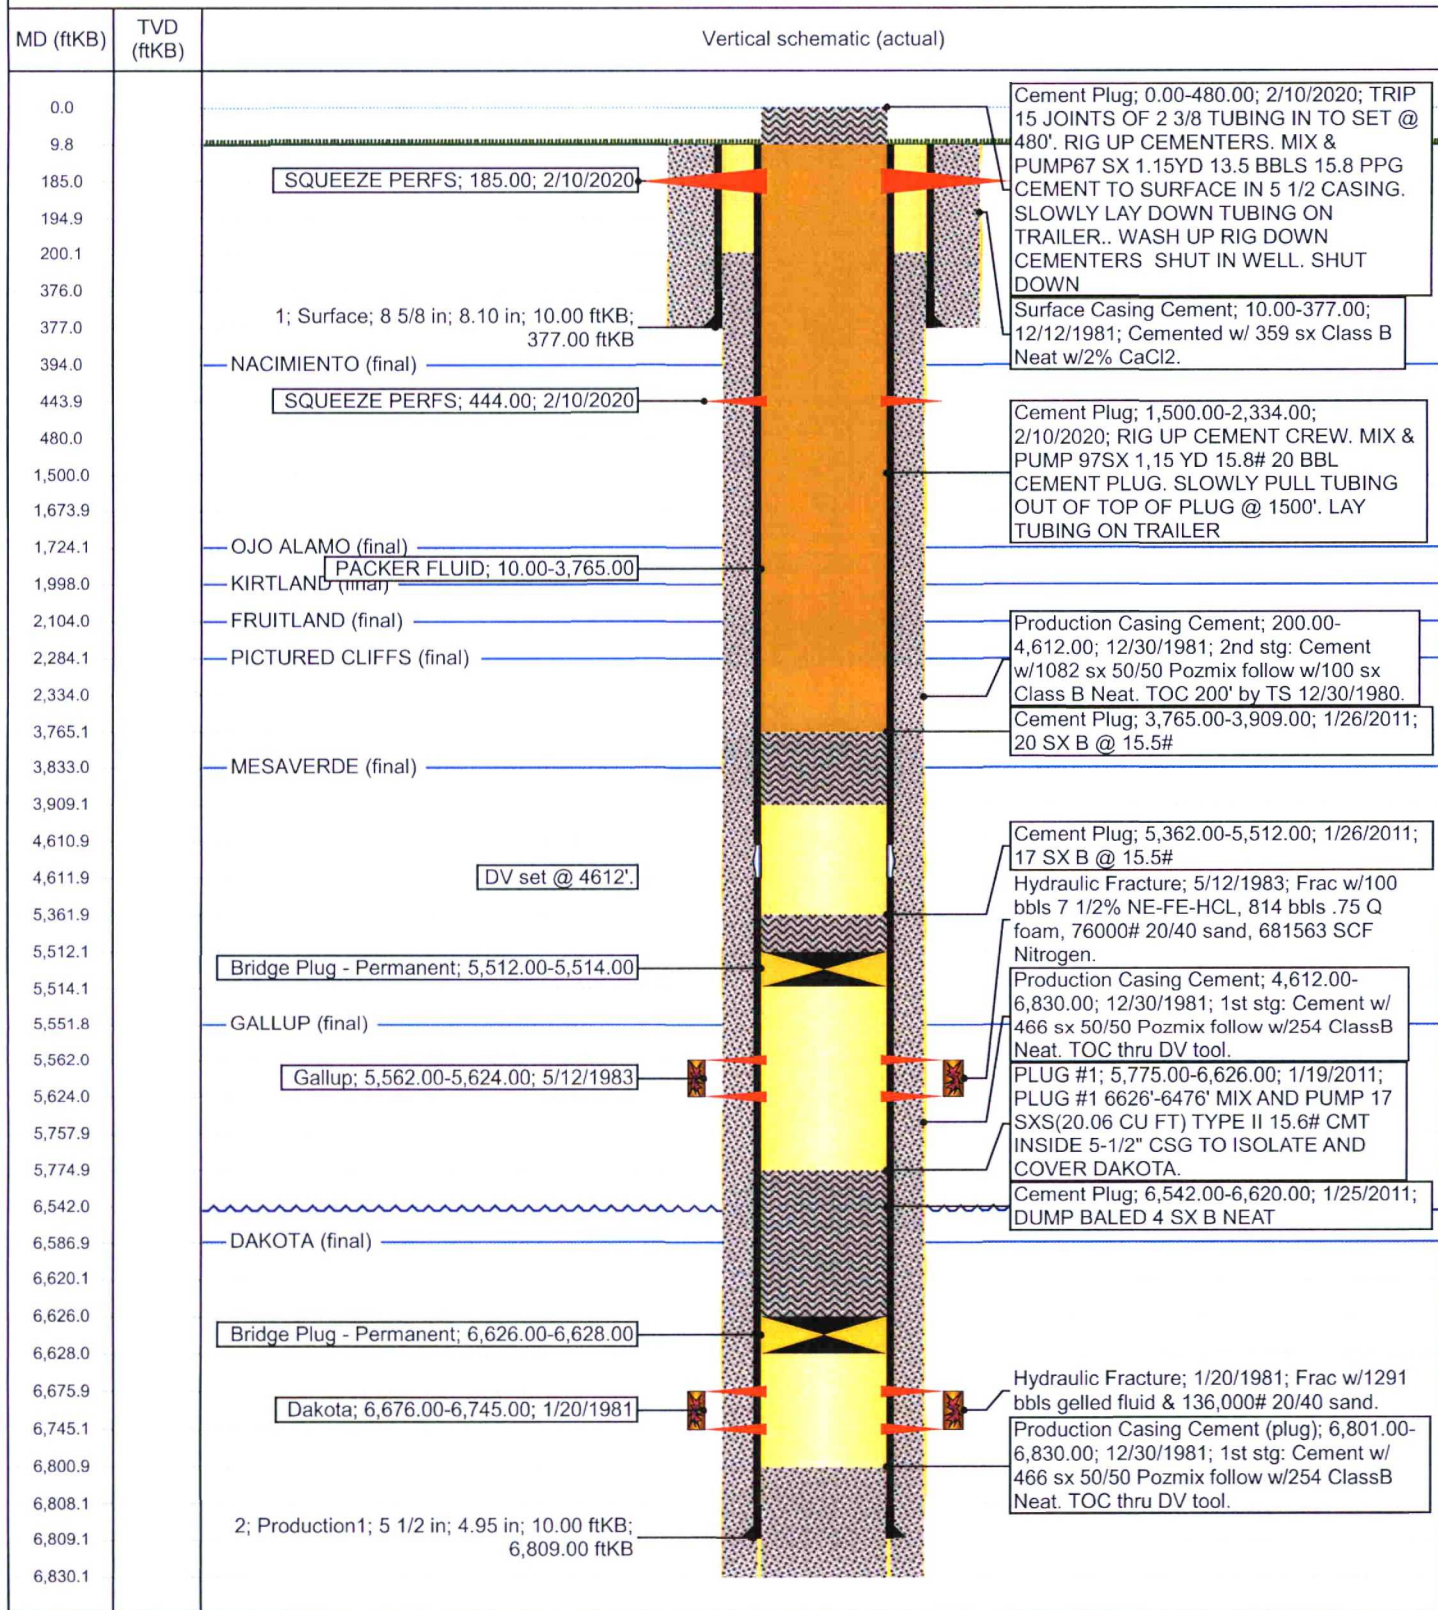 MD (ftKB)
TVD
(ftKB)
Vertical schematic (actual)
0.0
9.8
185.0
194.9
200.1
376.0
377.0
394.0
443.9
480.0
1,500.0
1,673.9
1,724.1
1,998.0
2,104.0
2,284.1
2,334.0
3,765.1
3,833.0
3,909.1
4,610.9
4,611.9
5,361.9
5,512.1
5,514.1
5,551.8
5,562.0
5,624.0
5,757.9
5,774.9
6,542.0
6,586.9
6,620.1
6,626.0
6,628.0
6,675.9
6,745.1
6,800.9
6,808.1
6,809.1
6,830.1
SQUEEZE PERFS; 185.00; 2/10/2020
1; Surface; 8 5/8 in; 8.10 in; 10.00 ftKB;
377.00 ftKB
NACIMIENTO (final)
SQUEEZE PERFS; 444.00; 2/10/2020
OJO ALAMO (final)
PACKER FLUID; 10.00-3,765.00
KIRTLAND (final)
FRUITLAND (final)
PICTURED CLIFFS (final)
MESAVERDE (final)
DV set @ 4612'.
Bridge Plug - Permanent; 5,512.00-5,514.00
GALLUP (final)
Gallup; 5,562.00-5,624.00; 5/12/1983
DAKOTA (final)
Bridge Plug - Permanent; 6,626.00-6,628.00
Dakota; 6,676.00-6,745.00; 1/20/1981
2; Production1; 5 1/2 in; 4.95 in; 10.00 ftKB;
6,809.00 ftKB
Cement Plug; 0.00-480.00; 2/10/2020; TRIP
15 JOINTS OF 2 3/8 TUBING IN TO SET @
480'. RIG UP CEMENTERS. MIX &
PUMP67 SX 1.15YD 13.5 BBLS 15.8 PPG
CEMENT TO SURFACE IN 5 1/2 CASING.
SLOWLY LAY DOWN TUBING ON
TRAILER.. WASH UP RIG DOWN
CEMENTERS SHUT IN WELL. SHUT
DOWN
Surface Casing Cement; 10.00-377.00;
12/12/1981; Cemented w/ 359 sx Class B
Neat w/2% CaCl2.
Cement Plug; 1,500.00-2,334.00;
2/10/2020; RIG UP CEMENT CREW. MIX &
PUMP 97SX 1,15 YD 15.8# 20 BBL
CEMENT PLUG. SLOWLY PULL TUBING
OUT OF TOP OF PLUG @ 1500'. LAY
TUBING ON TRAILER
Production Casing Cement; 200.00-
4,612.00; 12/30/1981; 2nd stg: Cement
w/1082 sx 50/50 Pozmix follow w/100 sx
Class B Neat. TOC 200' by TS 12/30/1980.
Cement Plug; 3,765.00-3,909.00; 1/26/2011;
20 SX B @ 15.5#
Cement Plug; 5,362.00-5,512.00; 1/26/2011;
17 SX B @ 15.5#
Hydraulic Fracture; 5/12/1983; Frac w/100
bbls 7 1/2% NE-FE-HCL, 814 bbls .75 Q
foam, 76000# 20/40 sand, 681563 SCF
Nitrogen.
Production Casing Cement; 4,612.00-
6,830.00; 12/30/1981; 1st stg: Cement w/
466 sx 50/50 Pozmix follow w/254 ClassB
Neat. TOC thru DV tool.
PLUG #1; 5,775.00-6,626.00; 1/19/2011;
PLUG #1 6626'-6476' MIX AND PUMP 17
SXS(20.06 CU FT) TYPE II 15.6# CMT
INSIDE 5-1/2" CSG TO ISOLATE AND
COVER DAKOTA.
Cement Plug; 6,542.00-6,620.00; 1/25/2011;
DUMP BALED 4 SX B NEAT
Hydraulic Fracture; 1/20/1981; Frac w/1291
bbls gelled fluid & 136,000# 20/40 sand.
Production Casing Cement (plug); 6,801.00-
6,830.00; 12/30/1981; 1st stg: Cement w/
466 sx 50/50 Pozmix follow w/254 ClassB
Neat. TOC thru DV tool.